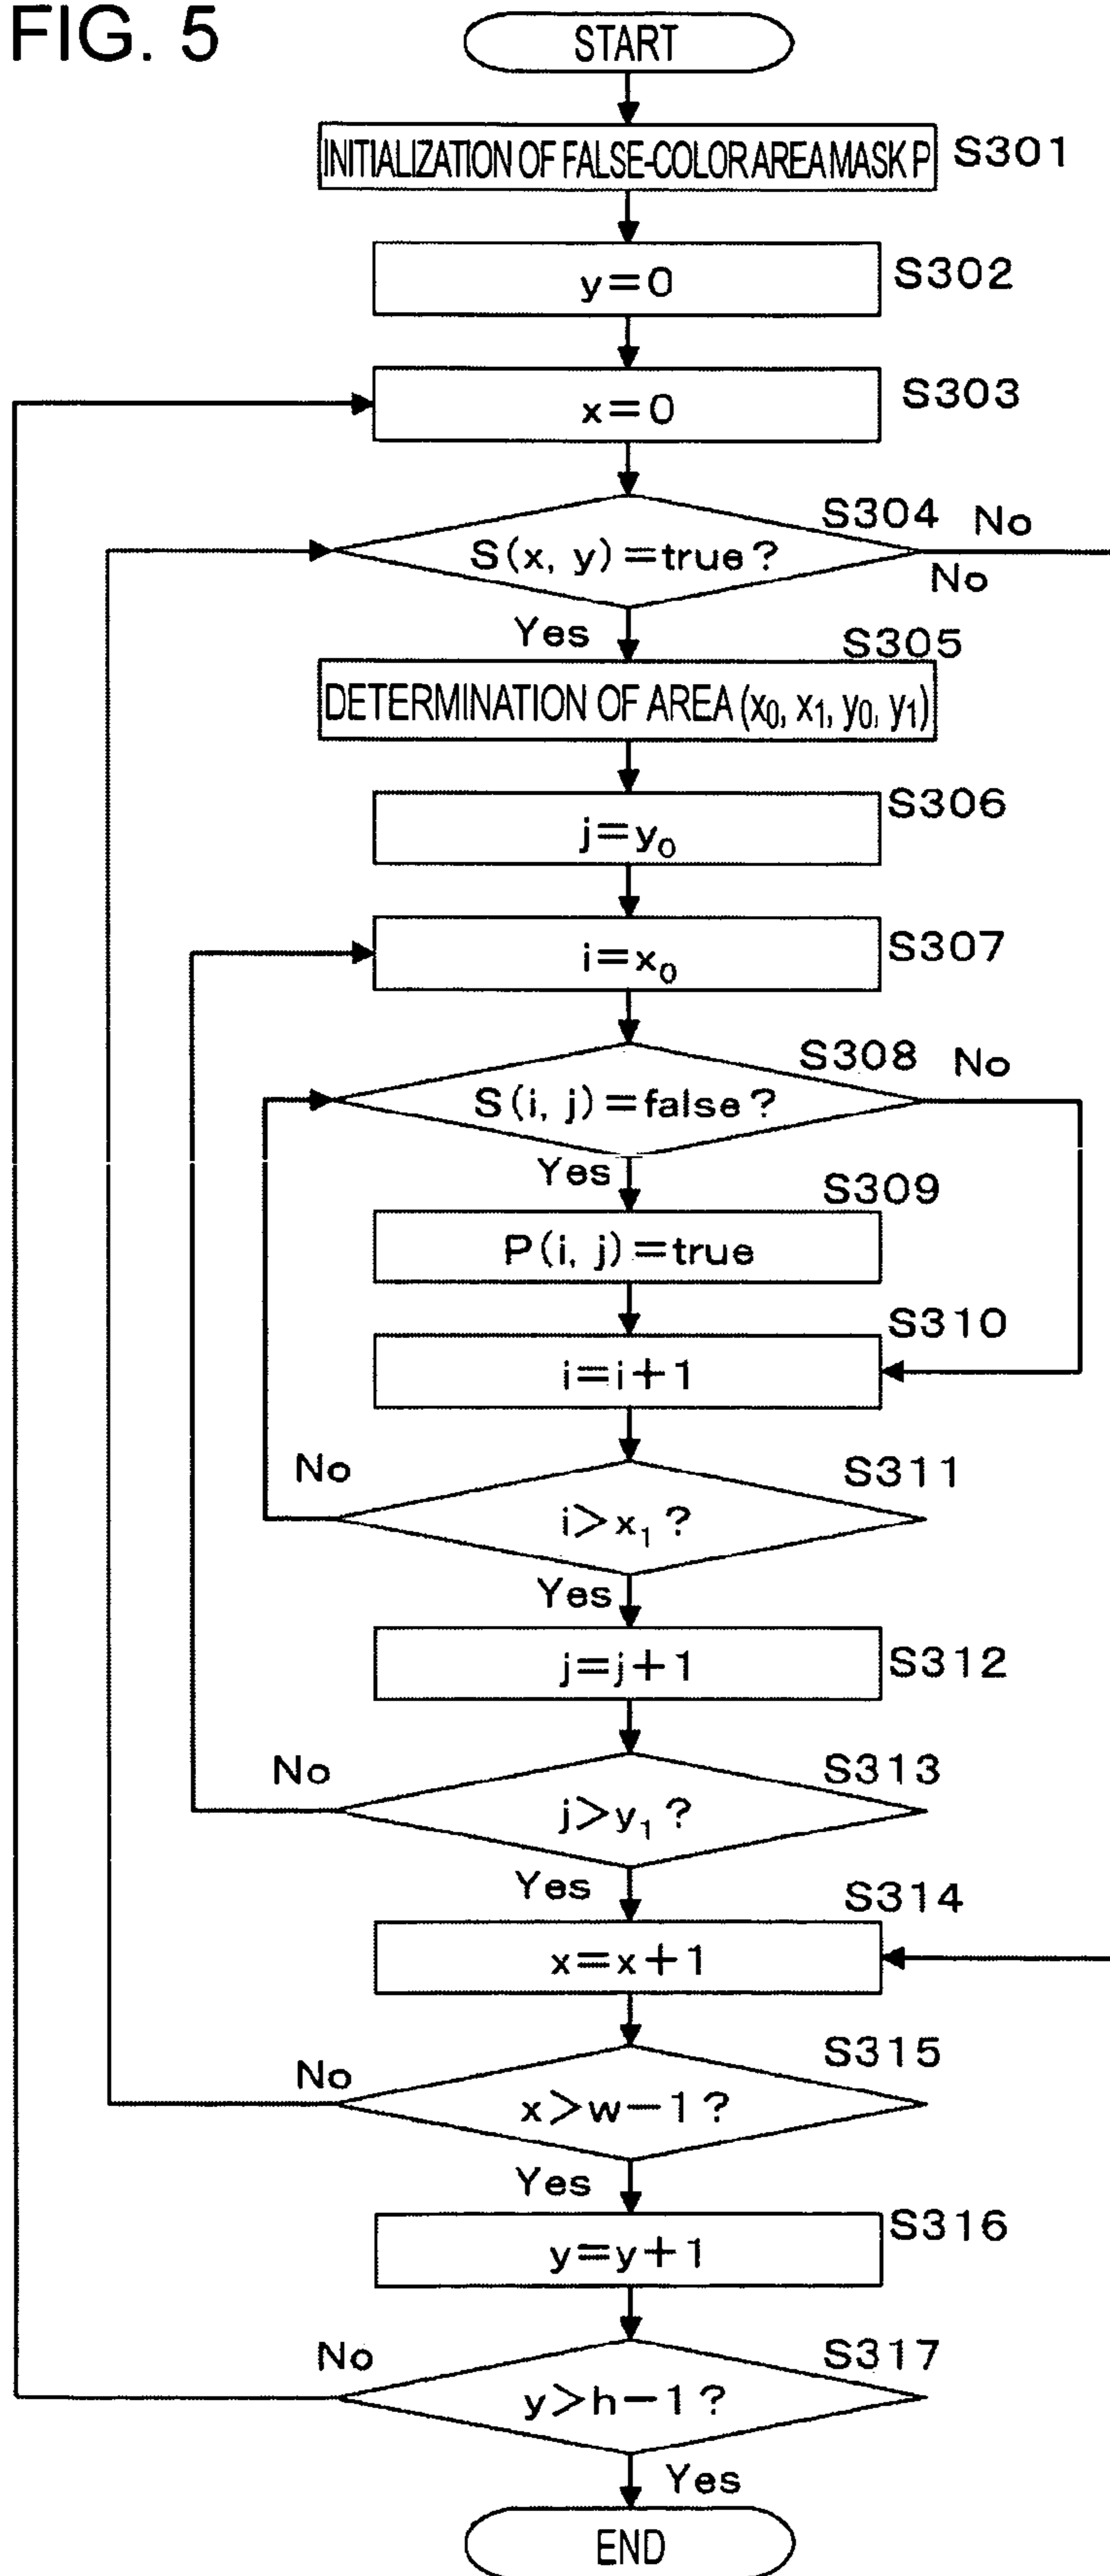 FIG. 5
START
INITIALIZATION OF FALSE-COLOR AREA MASK P
S301
y=0
S302
x=0
S303
S304
No
S(x, y)=true?
No
Yes
S305
DETERMINATION OF AREA (x₀, x₁, y₀, y₁)
S306
j=y₀
i=x₀
S307
S308
No
S(i, j)=false?
Yes
S309
P(i, j)=true
S310
i=i+1
No
S311
i>x₁?
Yes
j=j+1
S312
No
S313
j>y₁?
Yes
S314
x=x+1
S315
No
x>w-1?
Yes
S316
y=y+1
No
S317
y>h-1?
Yes
END